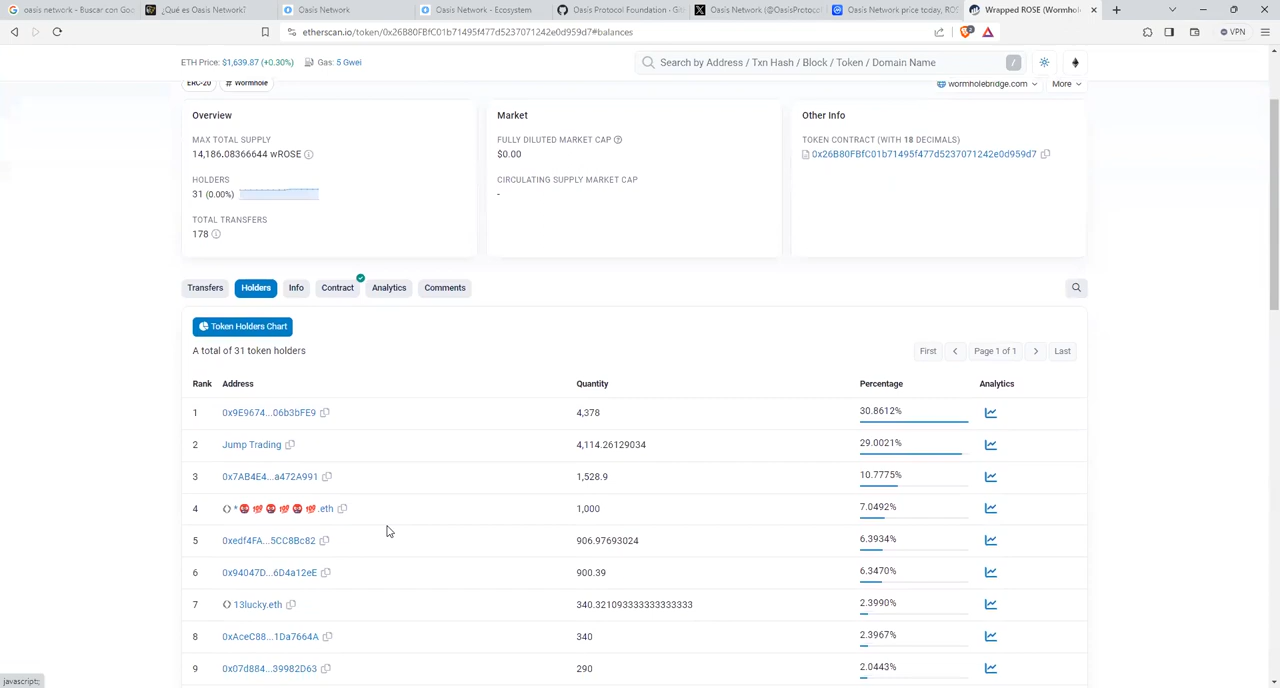 oasis network - Buscar con Goo
¿Qué es Oasis Network?
Oasis Network
Oasis Network - Ecosystem
Oasis Protocol Foundation · Git
Oasis Network (@OasisProtocol
Oasis Network price today, ROS
Wrapped ROSE (Wormhole
etherscan.io/token/0x26B80FBfC01b71495f477d5237071242e0d959d7#balances
VPN
ETH Price: $1,639.87 (+0.30%)
Gas: 5 Gwei
Search by Address / Txn Hash / Block / Token / Domain Name
/
ERC-20
# Wormhole
wormholebridge.com
More
Overview
MAX TOTAL SUPPLY
14,186.08366644 wROSE
HOLDERS
31 (0.00%)
TOTAL TRANSFERS
178
Market
FULLY DILUTED MARKET CAP
$0.00
CIRCULATING SUPPLY MARKET CAP
-
Other Info
TOKEN CONTRACT (WITH 18 DECIMALS)
0x26B80FBfC01b71495f477d5237071242e0d959d7
Transfers
Holders
Info
Contract
Analytics
Comments
Token Holders Chart
A total of 31 token holders
First
Page 1 of 1
Last
Rank Address Quantity Percentage Analytics
1 0x9E9674...06b3bFE9 4,378 30.8612%
2 Jump Trading 4,114.26129034 29.0021%
3 0x7AB4E4...a472A991 1,528.9 10.7775%
4 *😡💯😡💯😡💯.eth 1,000 7.0492%
5 0xedf4FA...5CC8Bc82 906.97693024 6.3934%
6 0x94047D...6D4a12eE 900.39 6.3470%
7 13lucky.eth 340.321093333333333333 2.3990%
8 0xAceC88...1Da7664A 340 2.3967%
9 0x07d884...39982D63 290 2.0443%
javascript:;